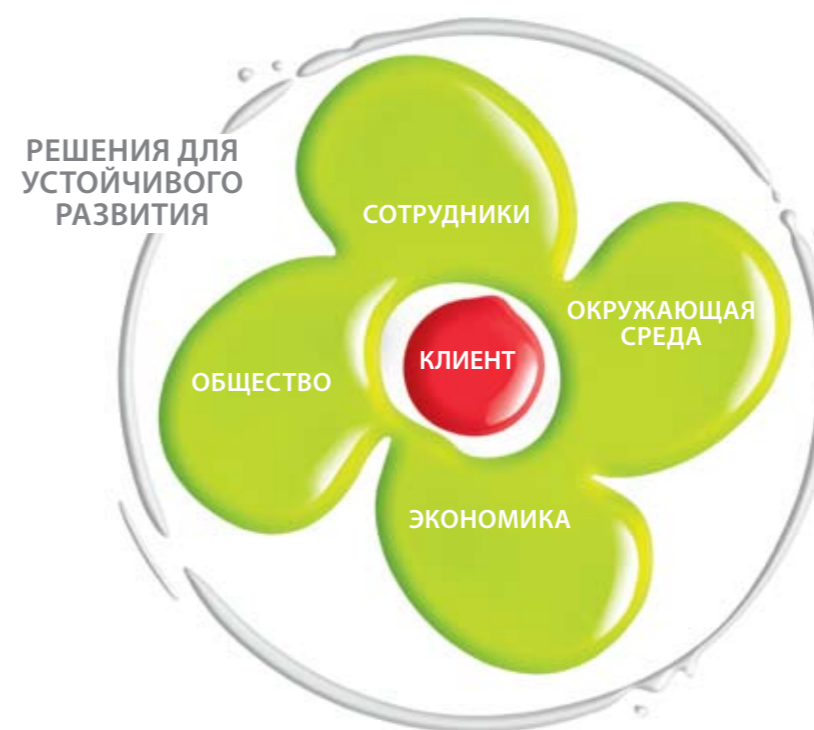 РЕШЕНИЯ ДЛЯ
УСТОЙЧИВОГО
РАЗВИТИЯ
СОТРУДНИКИ
ОКРУЖАЮЩАЯ
СРЕДА
КЛИЕНТ
ОБЩЕСТВО
ЭКОНОМИКА